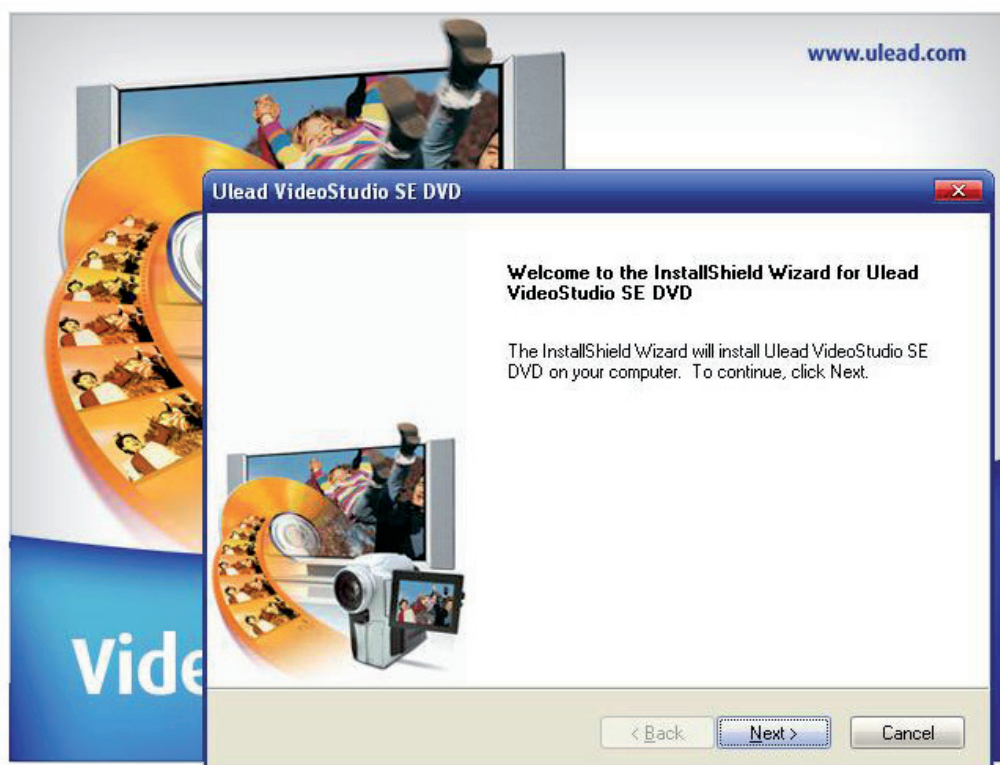 www.ulead.com
Ulead VideoStudio SE DVD
Welcome to the InstallShield Wizard for Ulead
VideoStudio SE DVD
The InstallShield Wizard will install Ulead VideoStudio SE
DVD on your computer. To continue, click Next.
Vide
< Back
Next >
Cancel